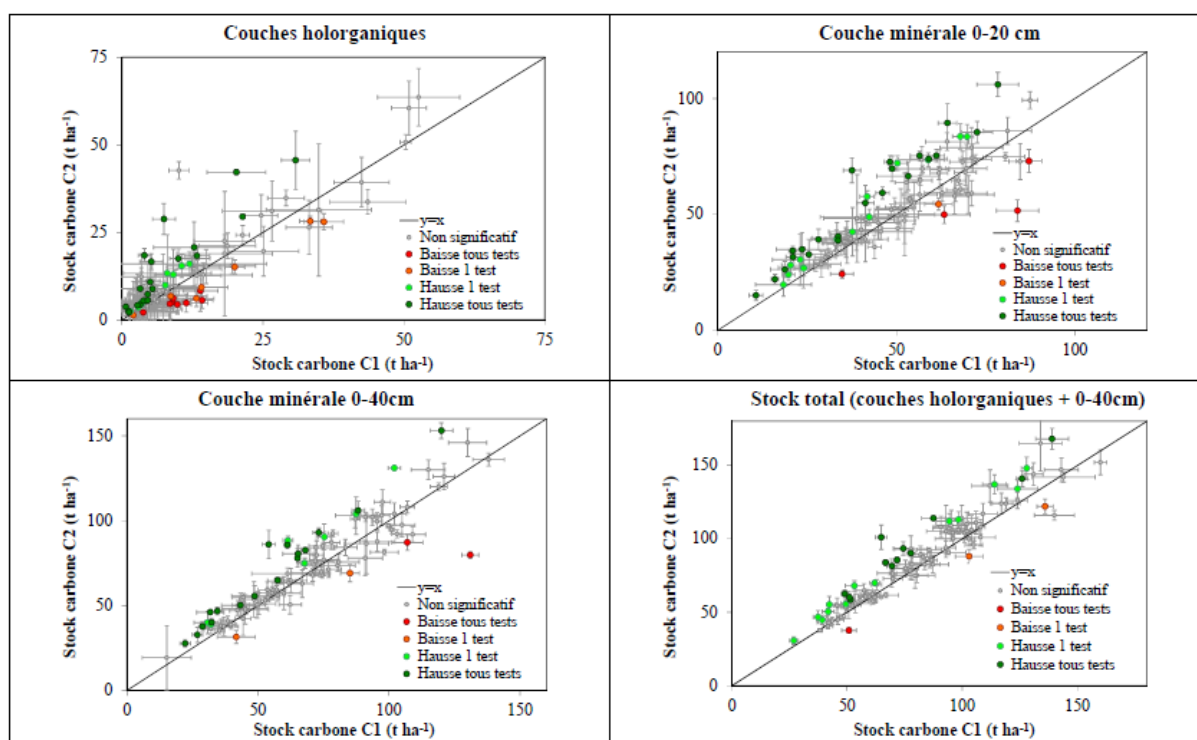 Couches holorganiques
75
50
25
0
0
25
50
75
Stock carbone C2 (t ha-1)
Stock carbone C1 (t ha-1)
y=x
Non significatif
Baisse tous tests
Baisse 1 test
Hausse 1 test
Hausse tous tests
Couche minérale 0-20 cm
100
50
0
0
50
100
Stock carbone C2 (t ha-1)
Stock carbone C1 (t ha-1)
y=x
Non significatif
Baisse tous tests
Baisse 1 test
Hausse 1 test
Hausse tous tests
Couche minérale 0-40cm
150
100
50
0
0
50
100
150
Stock carbone C2 (t ha-1)
Stock carbone C1 (t ha-1)
y=x
Non significatif
Baisse tous tests
Baisse 1 test
Hausse 1 test
Hausse tous tests
Stock total (couches holorganiques + 0-40cm)
150
100
50
0
0
50
100
150
Stock carbone C2 (t ha-1)
Stock carbone C1 (t ha-1)
y=x
Non significatif
Baisse tous tests
Baisse 1 test
Hausse 1 test
Hausse tous tests